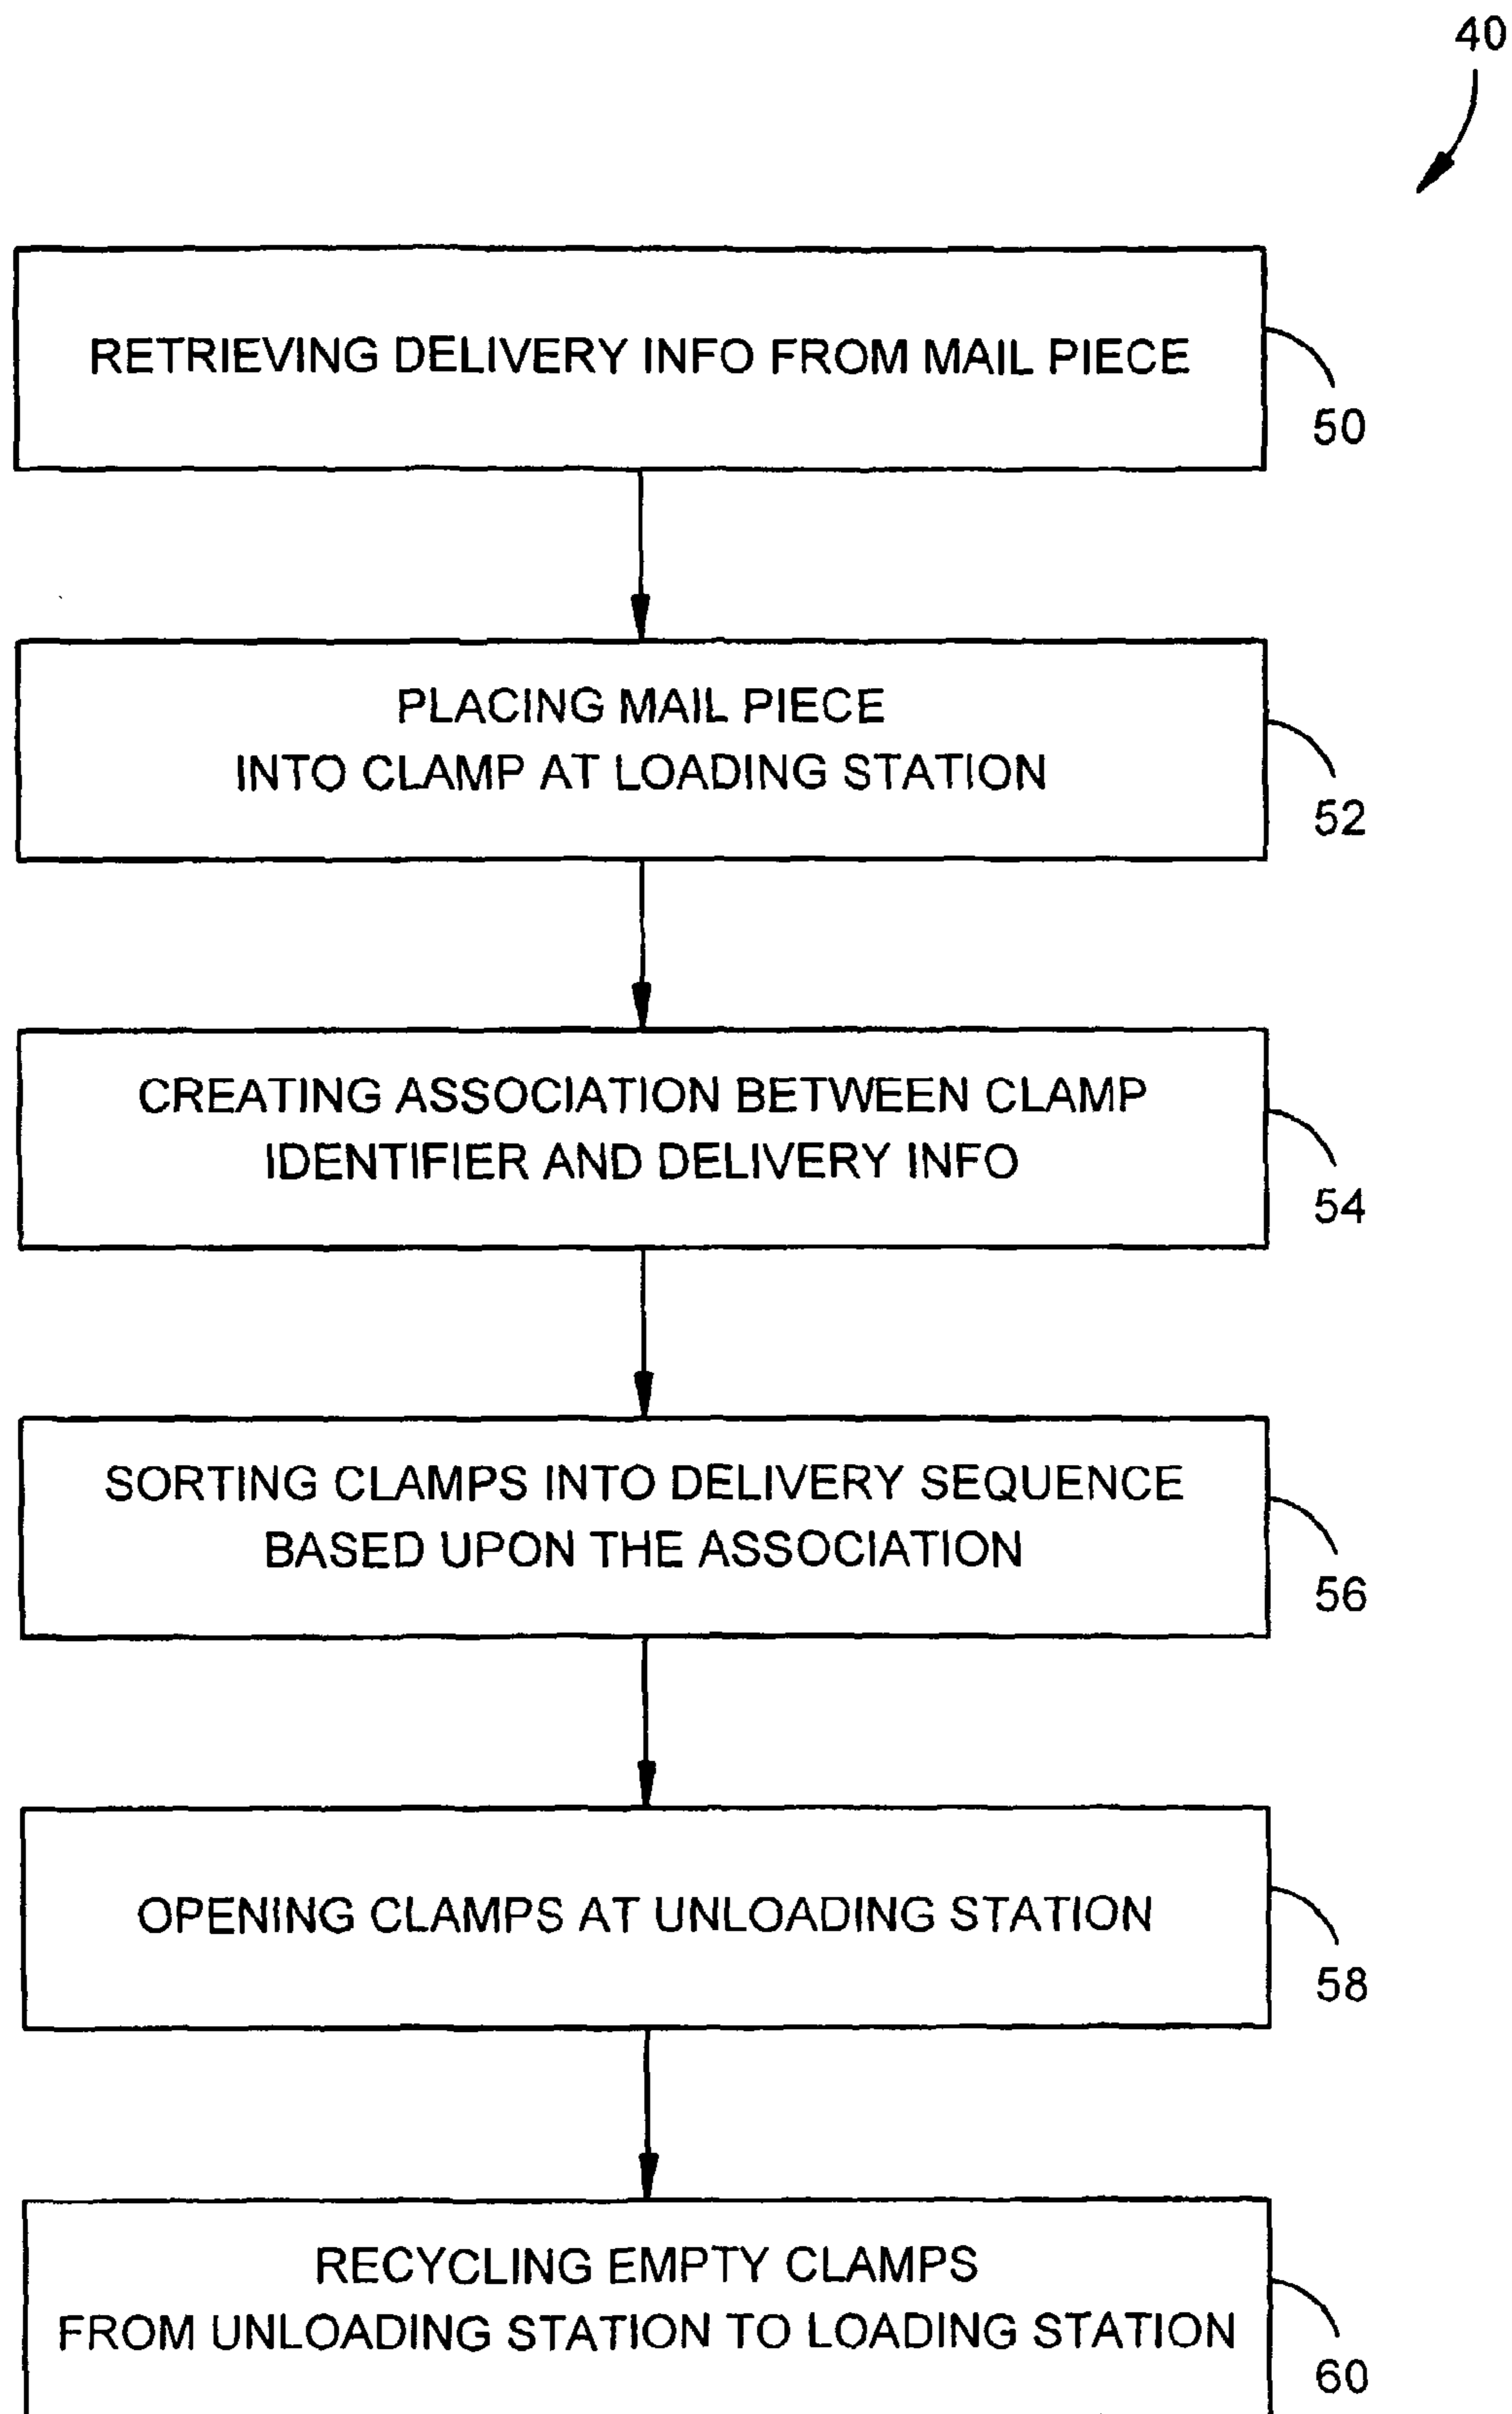 40
RETRIEVING DELIVERY INFO FROM MAIL PIECE
50
PLACING MAIL PIECE
INTO CLAMP AT LOADING STATION
52
CREATING ASSOCIATION BETWEEN CLAMP
IDENTIFIER AND DELIVERY INFO
54
SORTING CLAMPS INTO DELIVERY SEQUENCE
BASED UPON THE ASSOCIATION
56
OPENING CLAMPS AT UNLOADING STATION
58
RECYCLING EMPTY CLAMPS
FROM UNLOADING STATION TO LOADING STATION
60